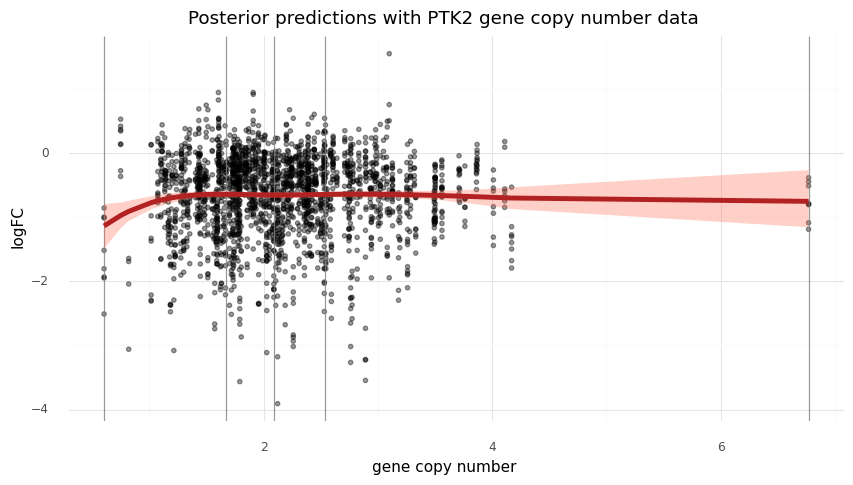 Posterior predictions with PTK2 gene copy number data
logFC
0
−2
−4
2
4
6
gene copy number